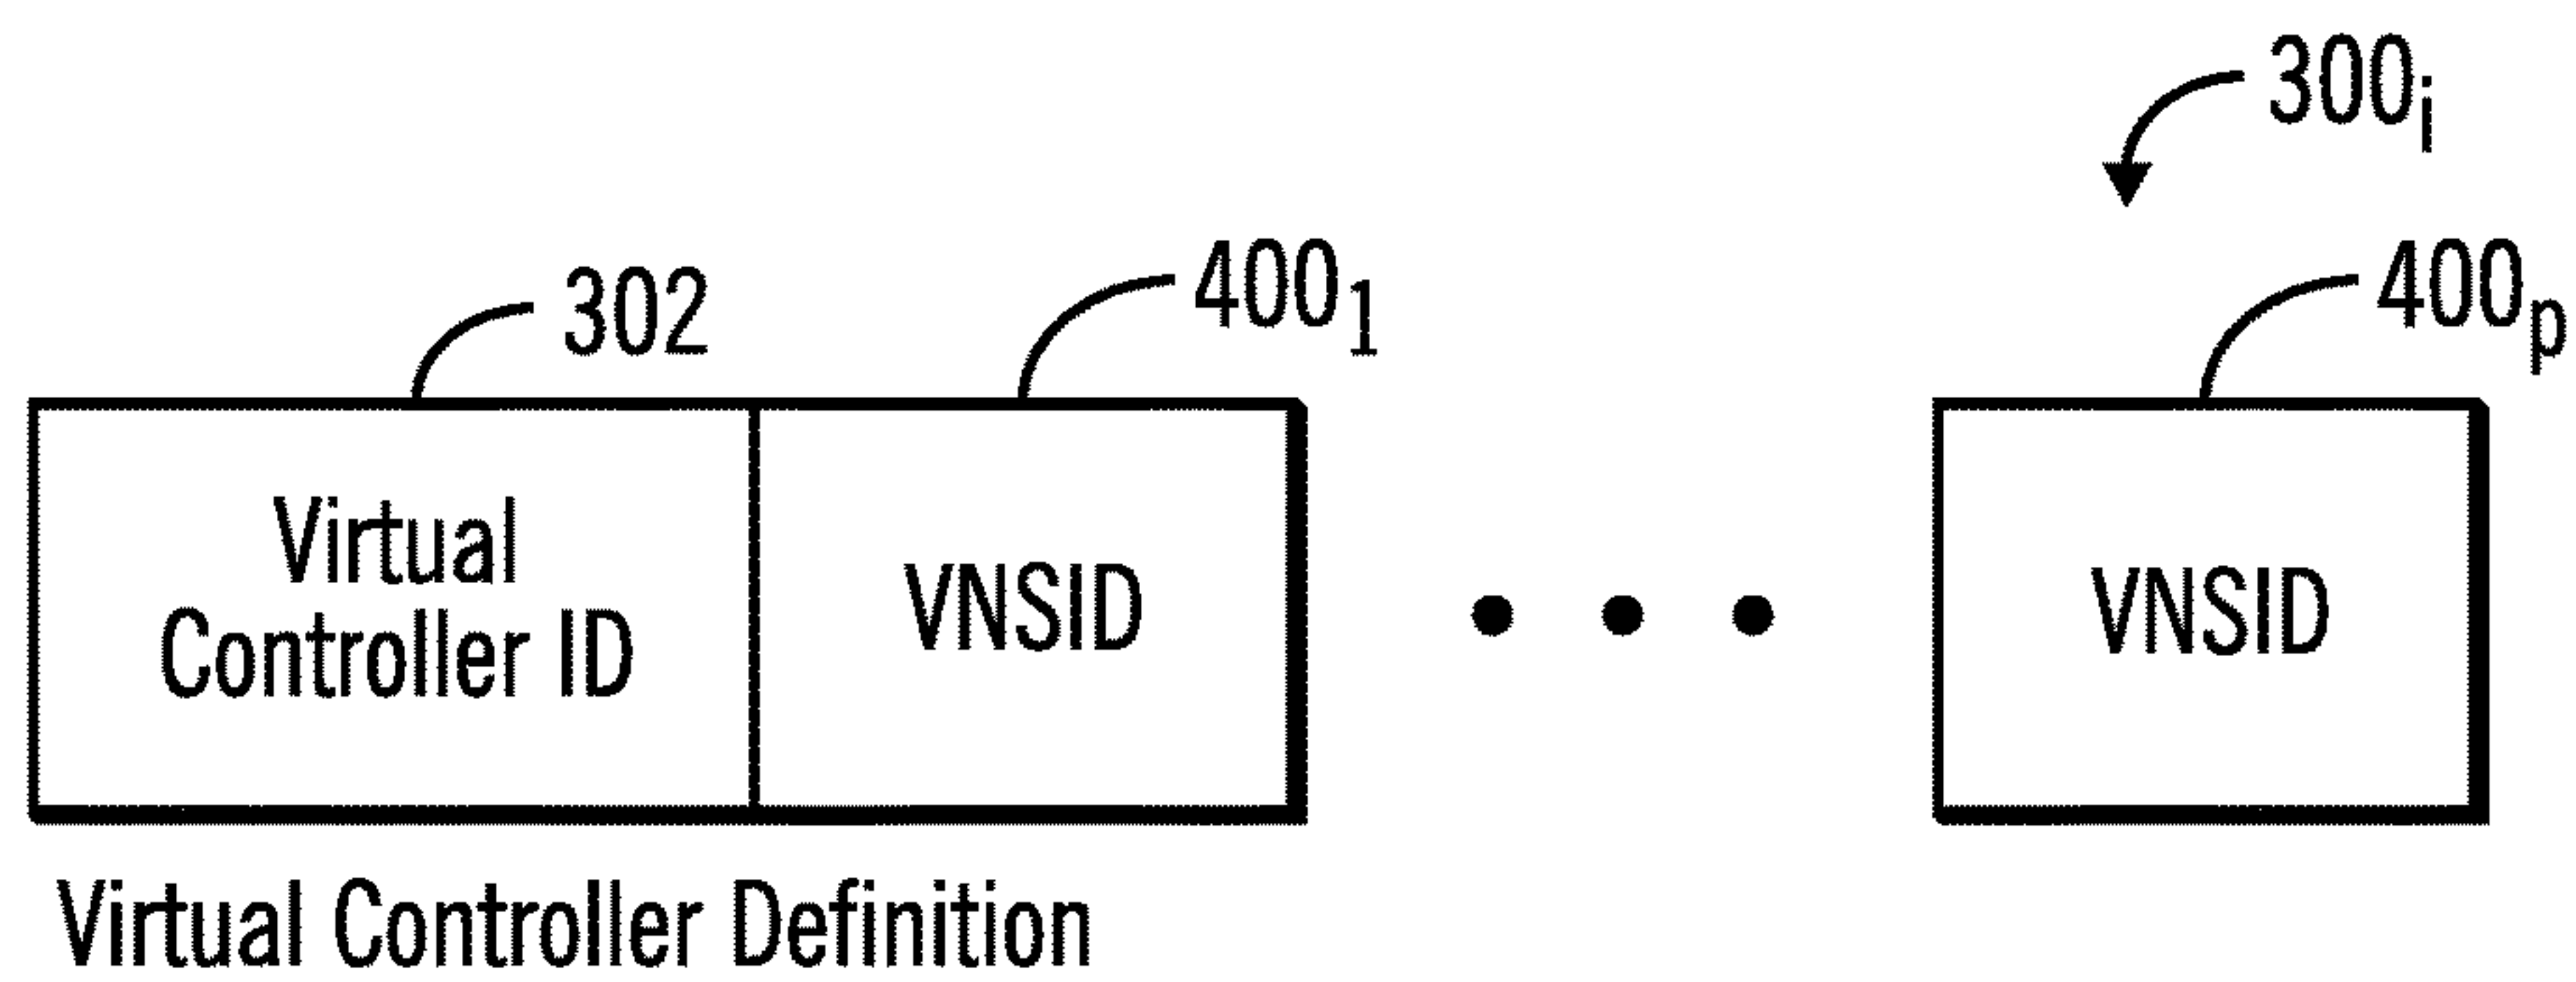 300i
302
4001
400p
Virtual
Controller ID
VNSID
VNSID
Virtual Controller Definition